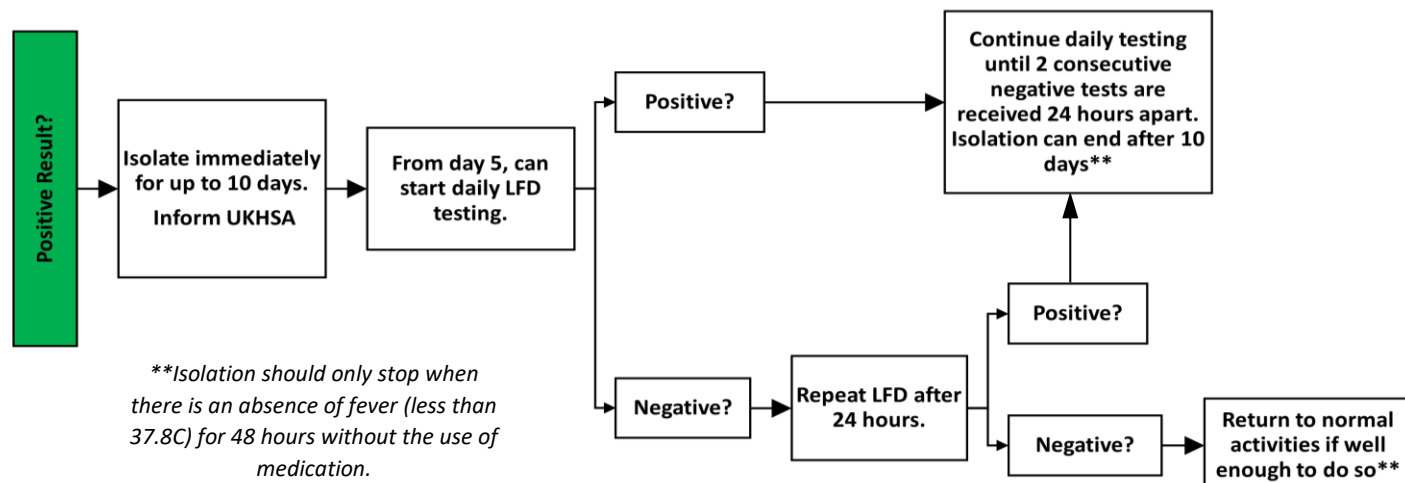 Positive Result?
Isolate immediately
for up to 10 days.
Inform UKHSA
From day 5, can
start daily LFD
testing.
Positive?
Continue daily testing
until 2 consecutive
negative tests are
received 24 hours apart.
Isolation can end after 10
days**
Negative?
Repeat LFD after
24 hours.
Positive?
Negative?
Return to normal
activities if well
enough to do so**
**Isolation should only stop when
there is an absence of fever (less than
37.8C) for 48 hours without the use of
medication.